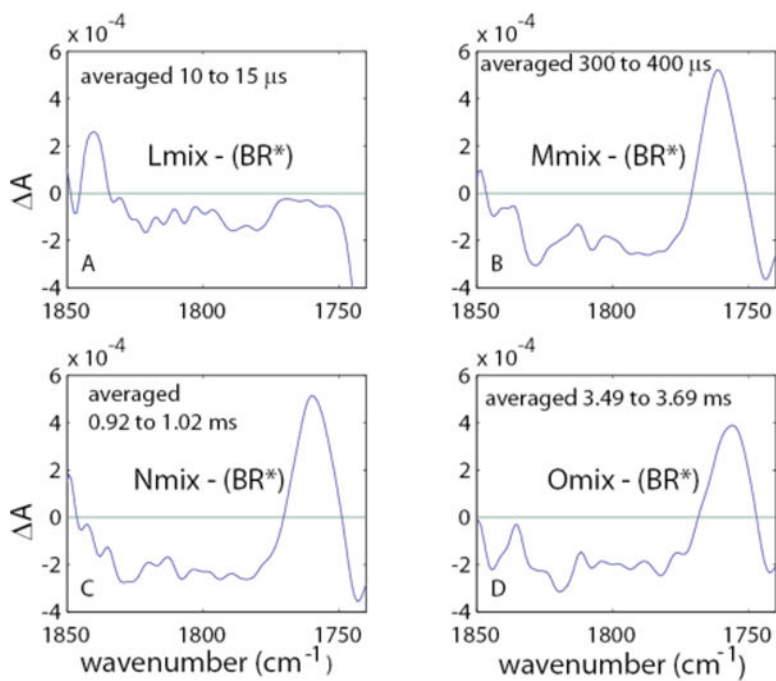 x 10⁻⁴
6
4
2
0
-2
-4
ΔA
averaged 10 to 15 μs
Lmix - (BR*)
A
1850
1800
1750
x 10⁻⁴
6
4
2
0
-2
-4
averaged 300 to 400 μs
Mmix - (BR*)
B
1850
1800
1750
x 10⁻⁴
6
4
2
0
-2
-4
ΔA
averaged
0.92 to 1.02 ms
Nmix - (BR*)
C
1850
1800
1750
wavenumber (cm⁻¹)
x 10⁻⁴
6
4
2
0
-2
-4
averaged 3.49 to 3.69 ms
Omix - (BR*)
D
1850
1800
1750
wavenumber (cm⁻¹)